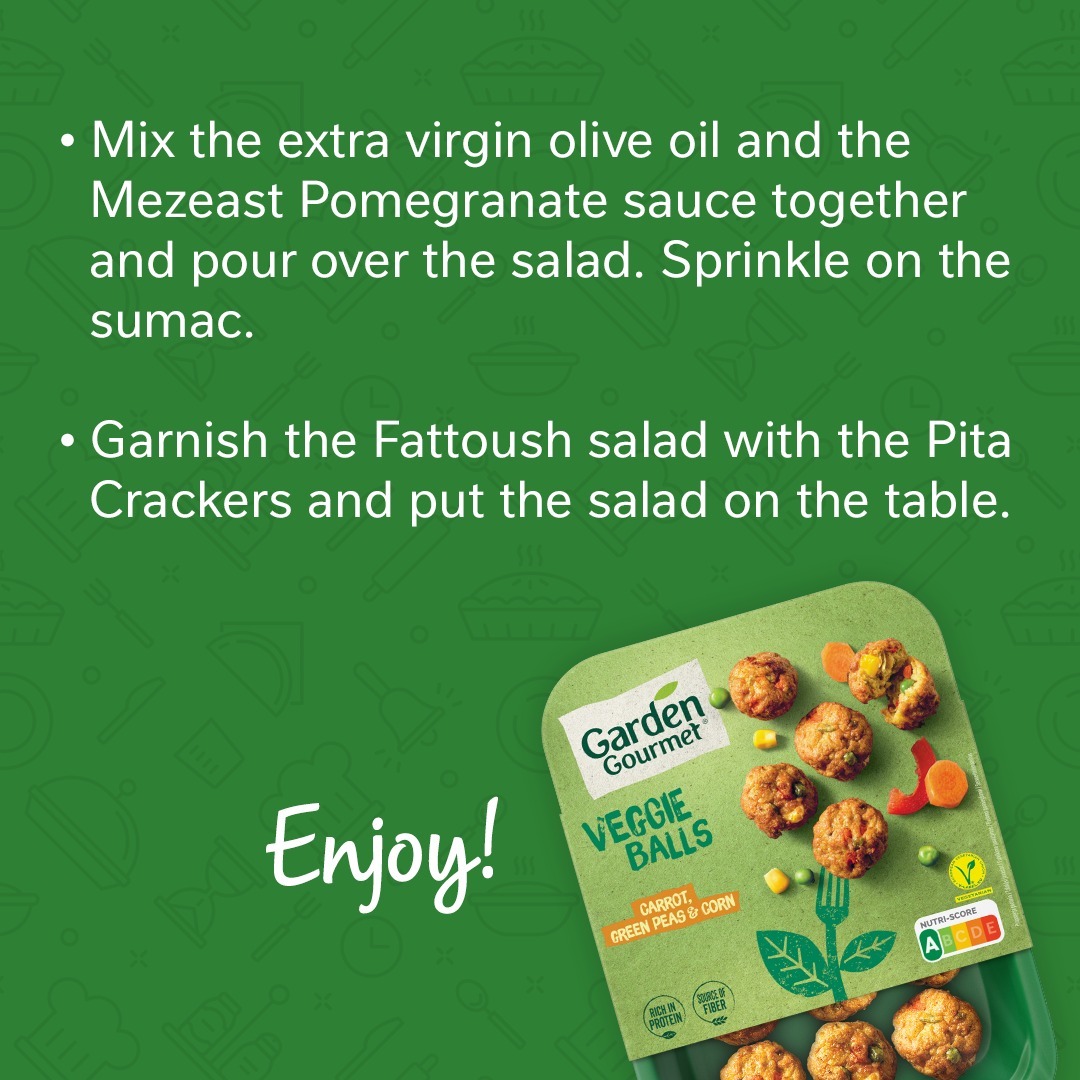 • Mix the extra virgin olive oil and the
Mezeast Pomegranate sauce together
and pour over the salad. Sprinkle on the
sumac.
• Garnish the Fattoush salad with the Pita
Crackers and put the salad on the table.
Enjoy!
Garden
Gourmet®
VEGGIE
BALLS
CARROT,
GREEN PEAS & CORN
VEGETARIAN
NUTRI-SCORE
A B C D E
RICH IN
PROTEIN
SOURCE OF
FIBER